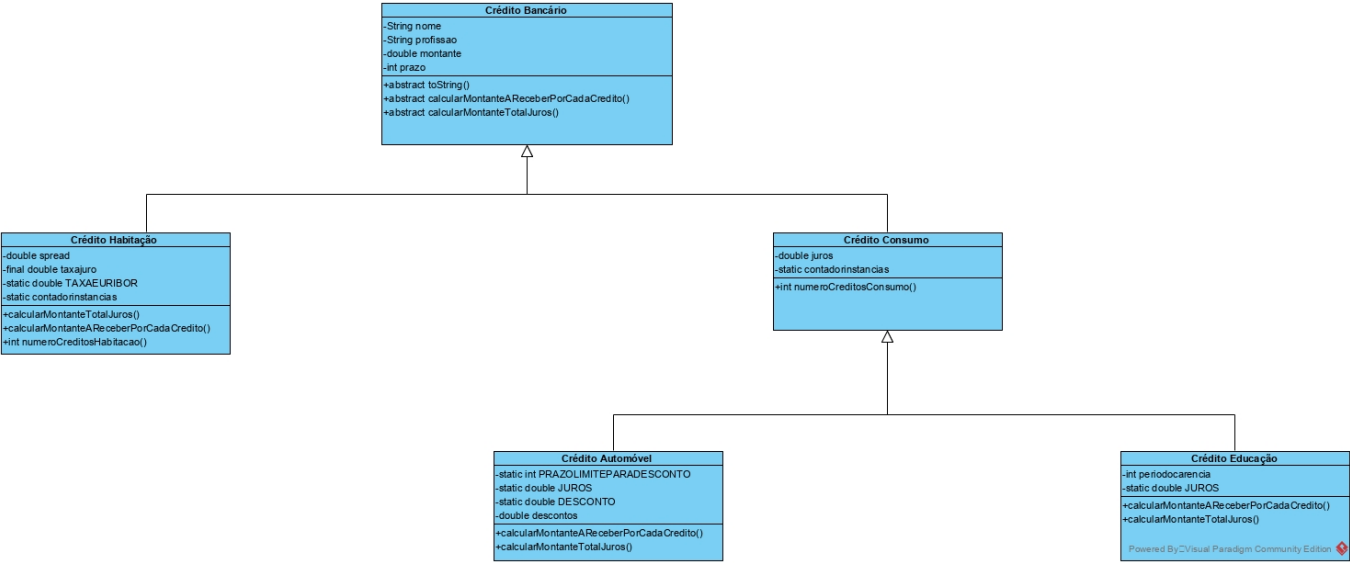 Crédito Bancário
-String nome
-String profissao
-double montante
-int prazo
+abstract toString()
+abstract calcularMontanteAReceberPorCadaCredito()
+abstract calcularMontanteTotalJuros()
Crédito Habitação
-double spread
-final double taxajuro
-static double TAXAEURIBOR
-static contadorinstancias
+calcularMontanteTotalJuros()
+calcularMontanteAReceberPorCadaCredito()
+int numeroCreditosHabitacao()
Crédito Consumo
-double juros
-static contadorinstancias
+int numeroCreditosConsumo()
Crédito Automóvel
-static int PRAZOLIMITEPARADESCONTO
-static double JUROS
-static double DESCONTO
-double descontos
+calcularMontanteAReceberPorCadaCredito()
+calcularMontanteTotalJuros()
Crédito Educação
-int periodocarencia
-static double JUROS
+calcularMontanteAReceberPorCadaCredito()
+calcularMontanteTotalJuros()
Powered By Visual Paradigm Community Edition